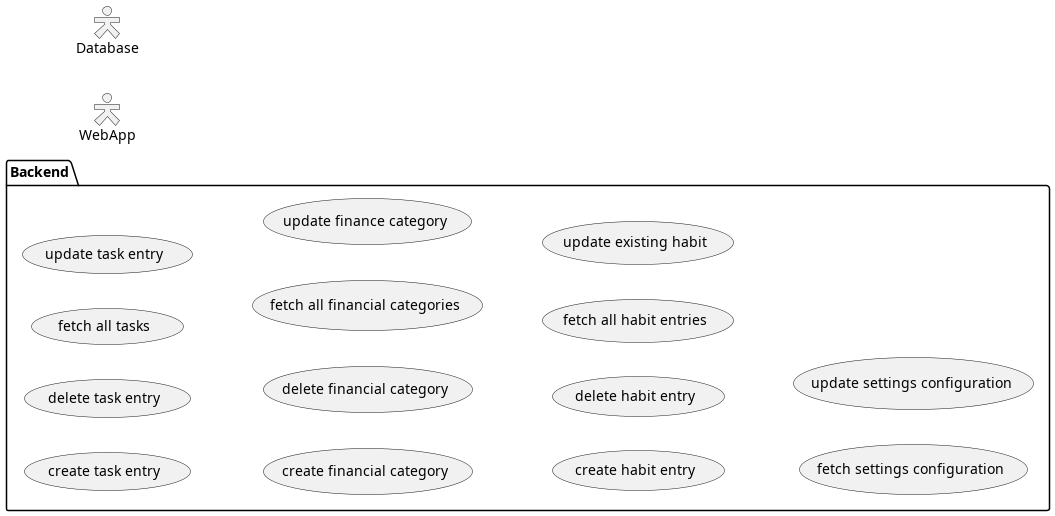 Database
WebApp
Backend
update task entry
fetch all tasks
delete task entry
create task entry
update finance category
fetch all financial categories
delete financial category
create financial category
update existing habit
fetch all habit entries
delete habit entry
create habit entry
update settings configuration
fetch settings configuration